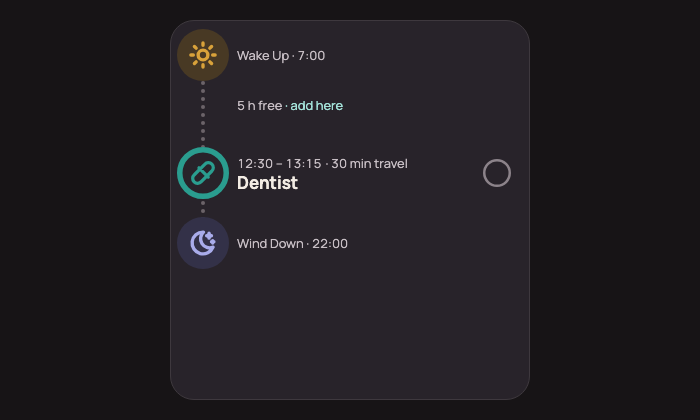 Wake Up · 7:00
5 h free · add here
12:30 – 13:15 · 30 min travel
Dentist
Wind Down · 22:00